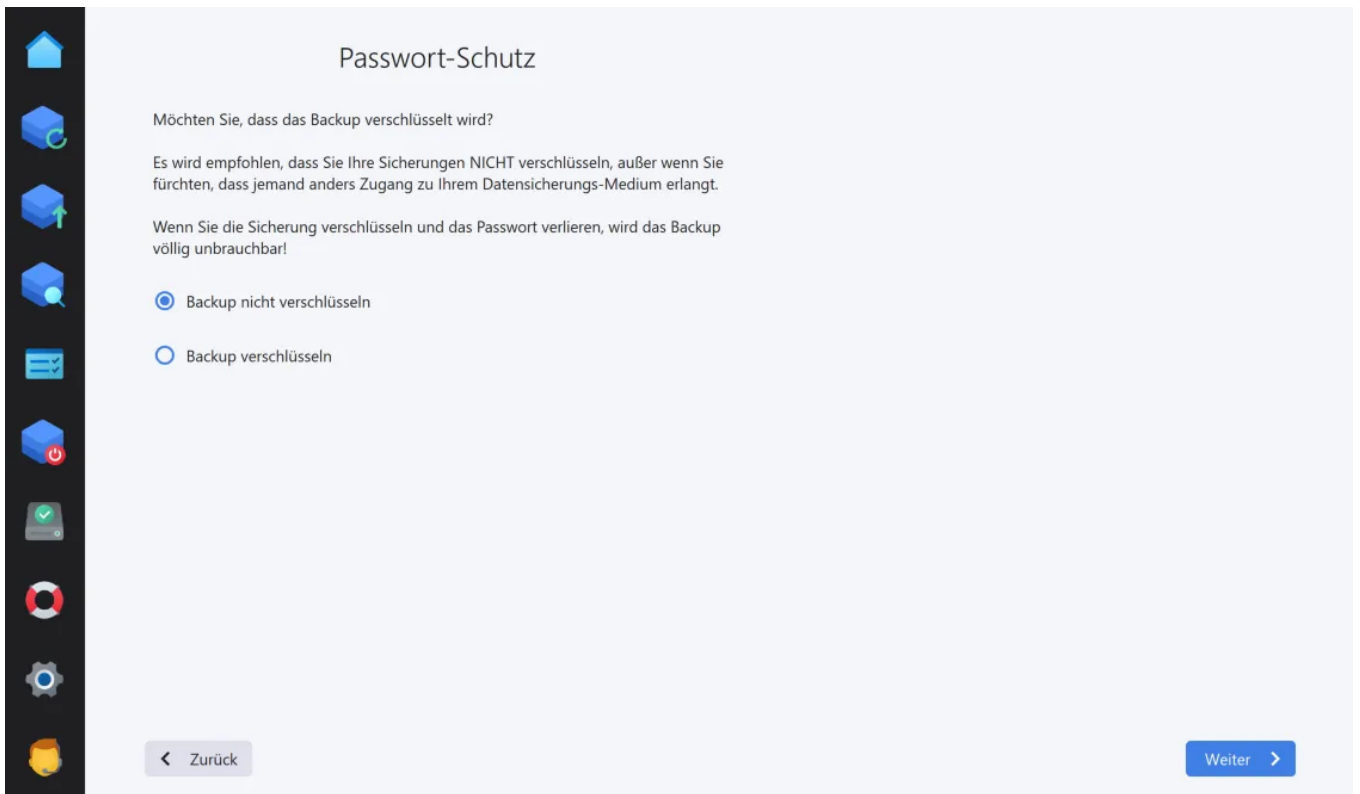 Passwort-Schutz
Möchten Sie, dass das Backup verschlüsselt wird?
Es wird empfohlen, dass Sie Ihre Sicherungen NICHT verschlüsseln, außer wenn Sie
fürchten, dass jemand anders Zugang zu Ihrem Datensicherungs-Medium erlangt.
Wenn Sie die Sicherung verschlüsseln und das Passwort verlieren, wird das Backup
völlig unbrauchbar!
Backup nicht verschlüsseln
Backup verschlüsseln
Zurück
Weiter